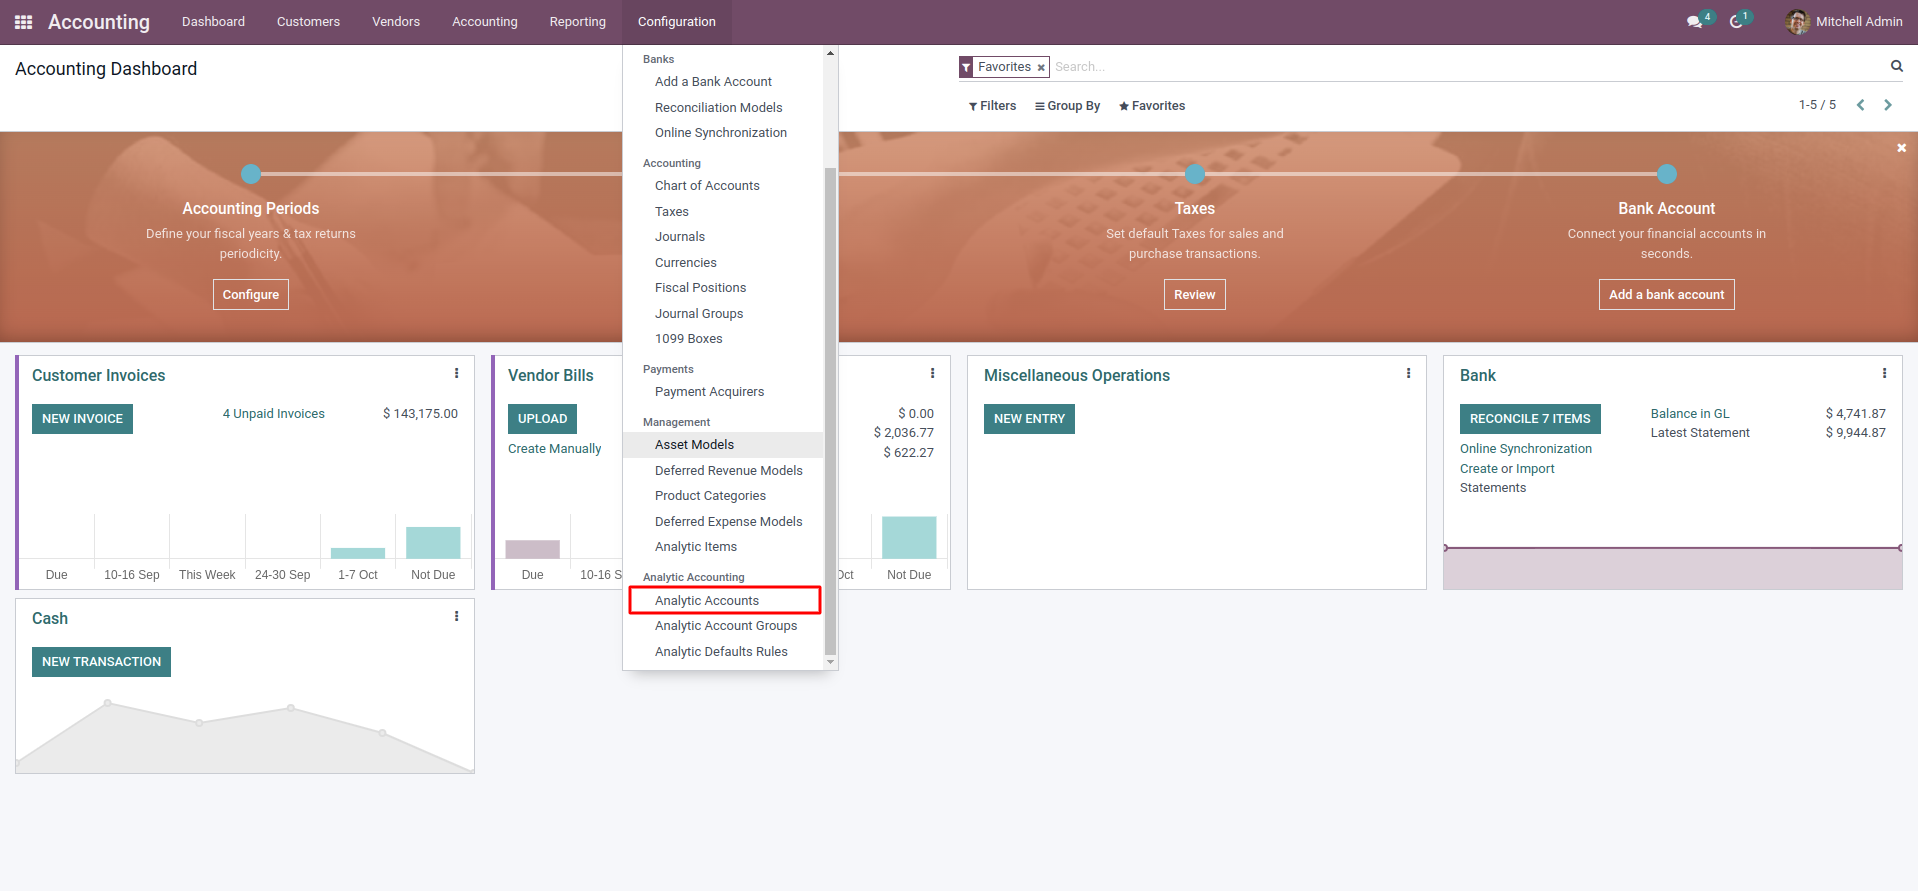 Accounting
Dashboard
Customers
Vendors
Accounting
Reporting
Configuration
4
1
Mitchell Admin
Accounting Dashboard
Favorites
Search...
Filters
Group By
Favorites
1-5 / 5
Banks
Add a Bank Account
Reconciliation Models
Online Synchronization
Accounting
Chart of Accounts
Taxes
Journals
Currencies
Fiscal Positions
Journal Groups
1099 Boxes
Payments
Payment Acquirers
Management
Asset Models
Deferred Revenue Models
Product Categories
Deferred Expense Models
Analytic Items
Analytic Accounting
Analytic Accounts
Analytic Account Groups
Analytic Defaults Rules
Accounting Periods
Define your fiscal years & tax returns
periodicity.
Configure
Taxes
Set default Taxes for sales and
purchase transactions.
Review
Bank Account
Connect your financial accounts in
seconds.
Add a bank account
Customer Invoices
NEW INVOICE
4 Unpaid Invoices
$ 143,175.00
Due
10-16 Sep
This Week
24-30 Sep
1-7 Oct
Not Due
Vendor Bills
UPLOAD
Create Manually
$ 0.00
$ 2,036.77
$ 622.27
Due
10-16 S
Oct
Not Due
Miscellaneous Operations
NEW ENTRY
Bank
RECONCILE 7 ITEMS
Online Synchronization
Create or Import
Statements
Balance in GL
$ 4,741.87
Latest Statement
$ 9,944.87
Cash
NEW TRANSACTION